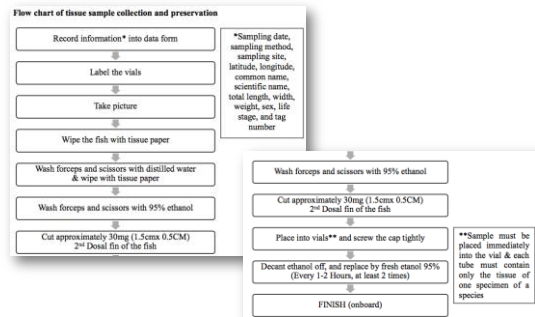 Flow chart of tissue sample collection and preservation
Record information* into data form
Label the vials
Take picture
Wipe the fish with tissue paper
Wash forceps and scissors with distilled water
& wipe with tissue paper
Wash forceps and scissors with 95% ethanol
Cut approximately 30mg (1.5cmx 0.5CM)
2nd Dosal fin of the fish
*Sampling date,
sampling method,
sampling site,
latitude, longitude,
common name,
scientific name,
total length, width,
weight, sex, life
stage, and tag
number
Wash forceps and scissors with 95% ethanol
Cut approximately 30mg (1.5cmx 0.5CM)
2nd Dosal fin of the fish
Place into vials** and screw the cap tightly
Decant ethanol off, and replace by fresh etanol 95%
(Every 1-2 Hours, at least 2 times)
FINISH (onboard)
**Sample must be
placed immediately
into the vial & each
tube must contain
only the tissue of
one specimen of a
species